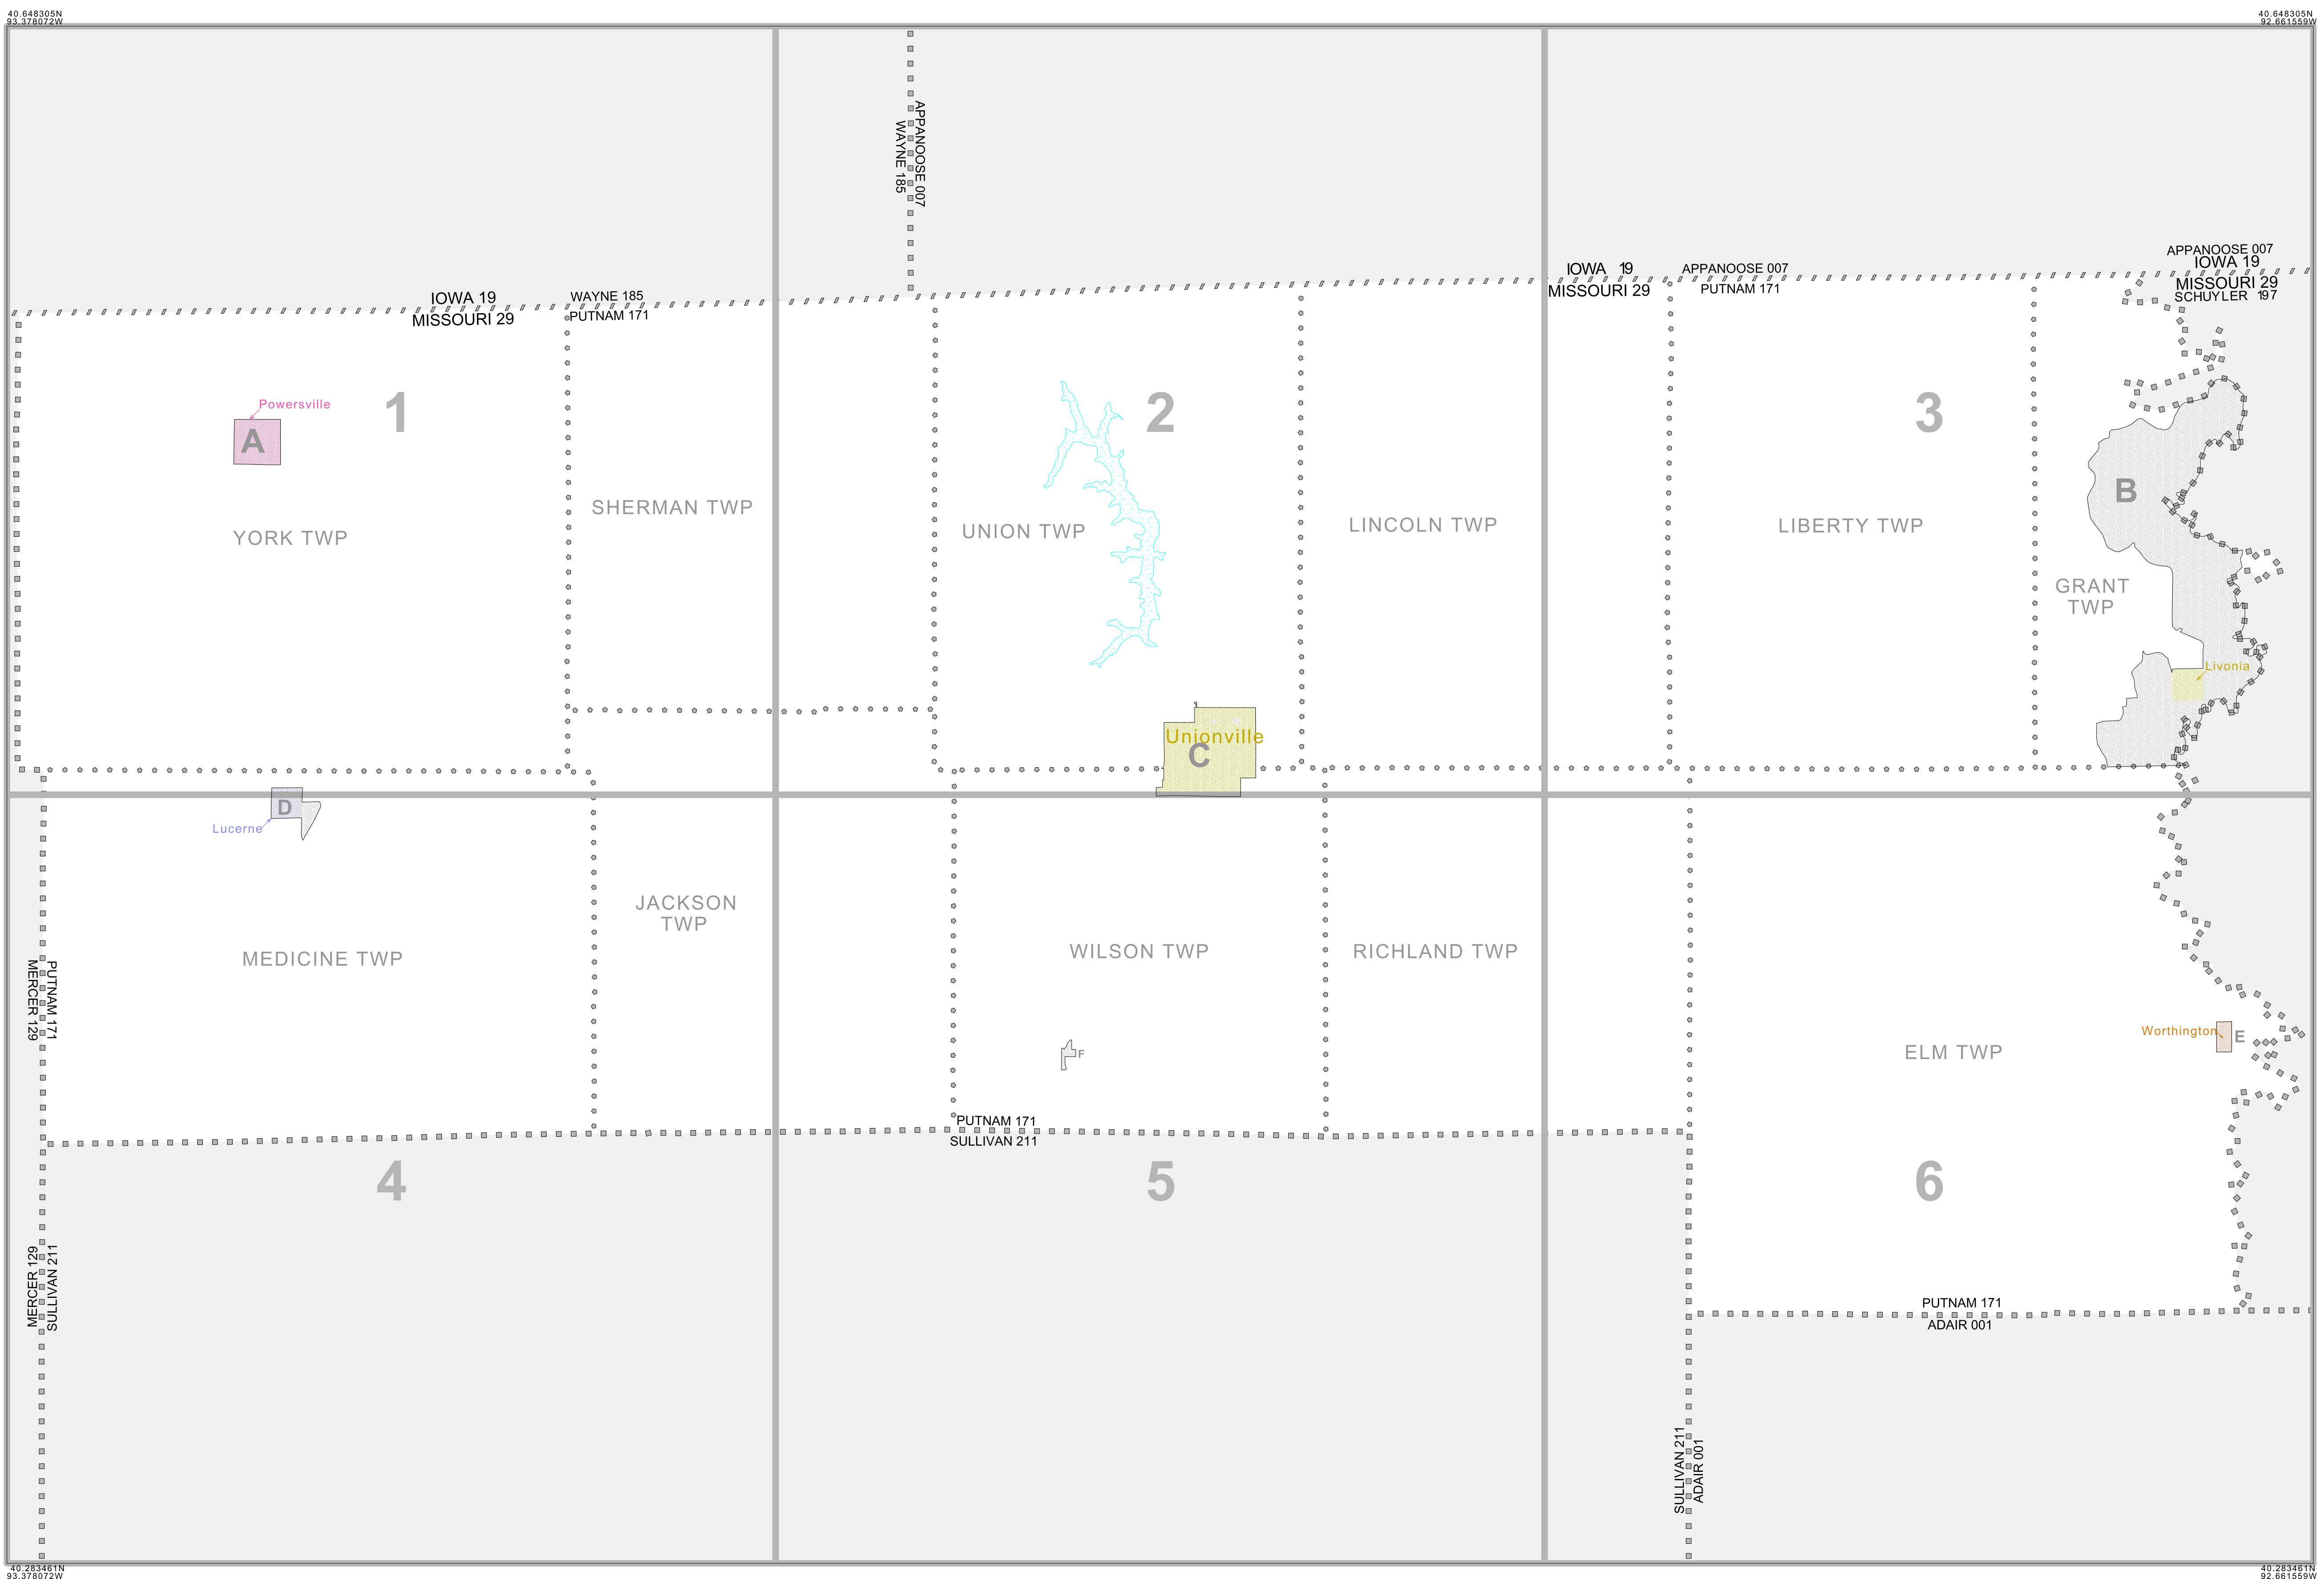 40.648305N
93.378072W
40.648305N
92.661559W
APPANOOSE 007
WAYNE 185
APPANOOSE 007
IOWA 19
MISSOURI 29
SCHUYLER 197
IOWA 19
MISSOURI 29
APPANOOSE 007
PUTNAM 171
IOWA 19
MISSOURI 29
WAYNE 185
PUTNAM 171
Powersville
1
2
3
A
B
SHERMAN TWP
YORK TWP
UNION TWP
LINCOLN TWP
LIBERTY TWP
GRANT
TWP
Livonia
Unionville
C
D
Lucerne
JACKSON
TWP
MEDICINE TWP
WILSON TWP
RICHLAND TWP
PUTNAM 171
MERCER 129
Worthington
E
F
ELM TWP
PUTNAM 171
SULLIVAN 211
4
5
6
MERCER 129
SULLIVAN 211
PUTNAM 171
ADAIR 001
SULLIVAN 211
ADAIR 001
40.283461N
93.378072W
40.283461N
92.661559W